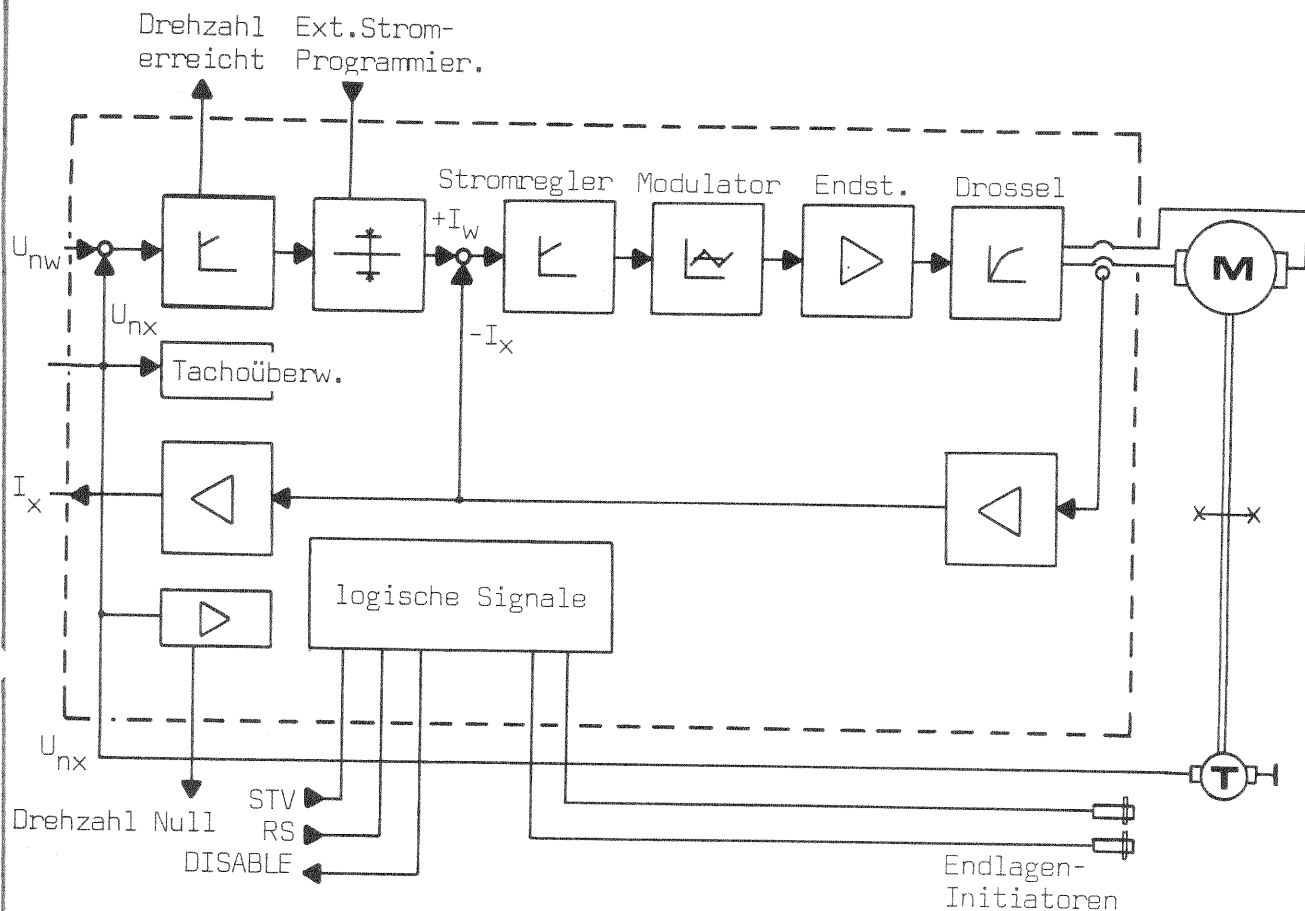 Drehzahl
erreicht
Ext.Strom-
Programmier.
Stromregler
Modulator
Endst.
Drossel
U_nw
+I_w
M
U_nx
-I_x
Tachoüberw.
I_x
logische Signale
U_nx
T
Drehzahl Null
STV
RS
DISABLE
Endlagen-
Initiatoren